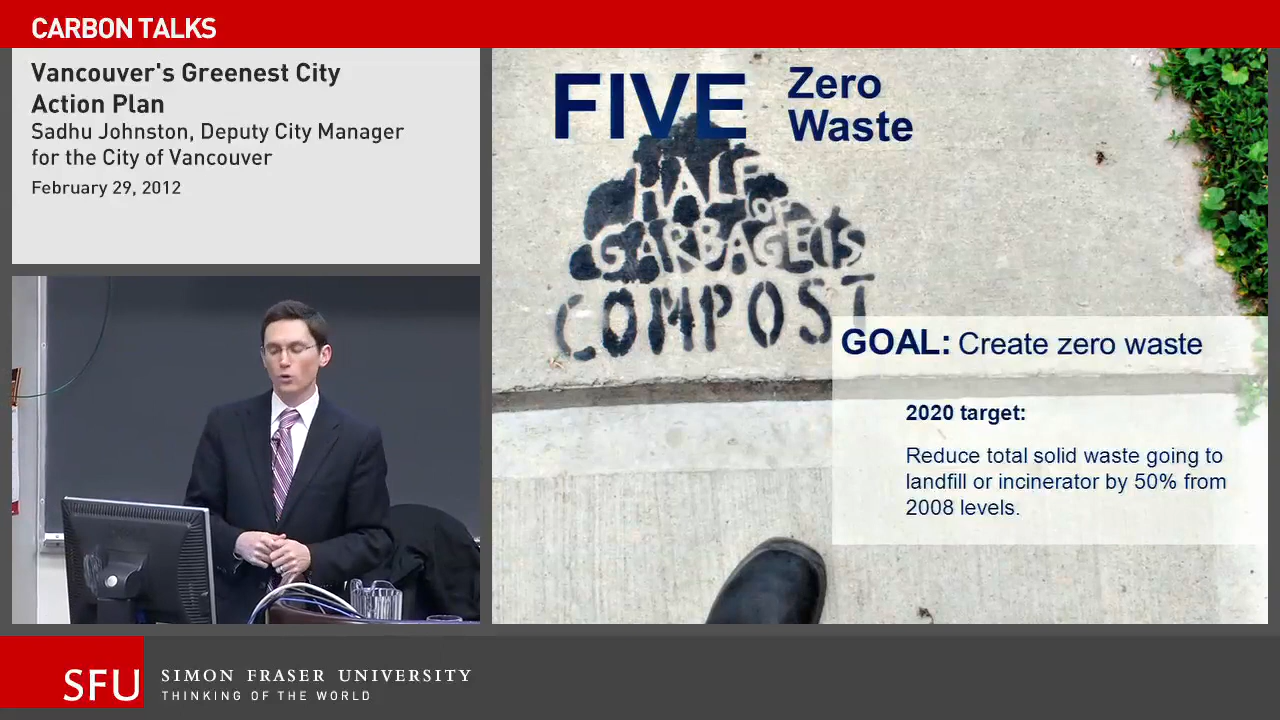 CARBON TALKS
Vancouver's Greenest City
Action Plan
Sadhu Johnston, Deputy City Manager
for the City of Vancouver
February 29, 2012
FIVE
Zero
Waste
HALF
OF
GARBAGE IS
COMPOST
GOAL: Create zero waste
2020 target:
Reduce total solid waste going to
landfill or incinerator by 50% from
2008 levels.
SFU
SIMON FRASER UNIVERSITY
THINKING OF THE WORLD